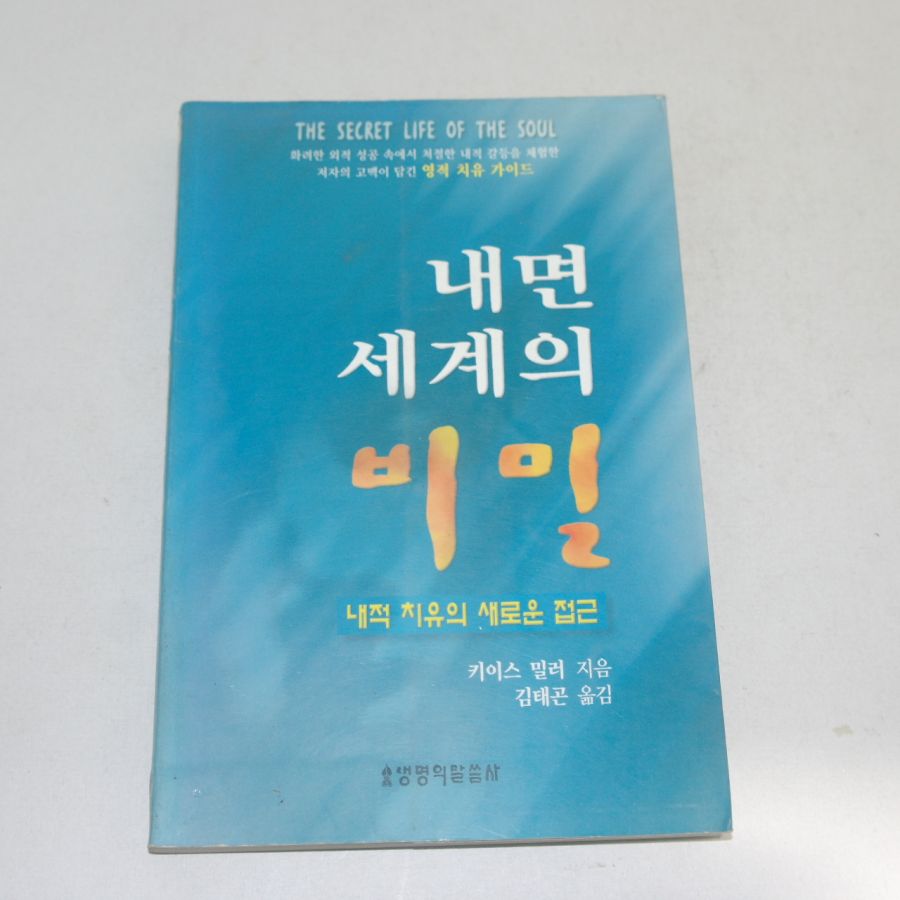 THE SECRET LIFE OF THE SOUL
화려한 외적 성공 속에서 처절한 내적 갈등을 체험한
저자의 고백이 담긴 영적 치유 가이드
내면
세계의
비밀
내적 치유의 새로운 접근
키이스 밀러 지음
김태곤 옮김
생명의말씀사